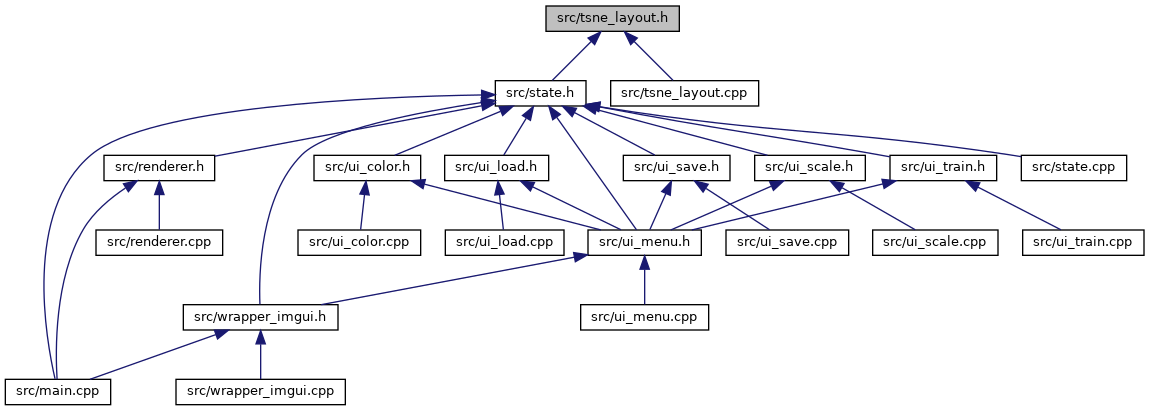 src/tsne_layout.h
src/state.h
src/tsne_layout.cpp
src/renderer.h
src/ui_color.h
src/ui_load.h
src/ui_save.h
src/ui_scale.h
src/ui_train.h
src/state.cpp
src/renderer.cpp
src/ui_color.cpp
src/ui_load.cpp
src/ui_menu.h
src/ui_save.cpp
src/ui_scale.cpp
src/ui_train.cpp
src/wrapper_imgui.h
src/ui_menu.cpp
src/main.cpp
src/wrapper_imgui.cpp